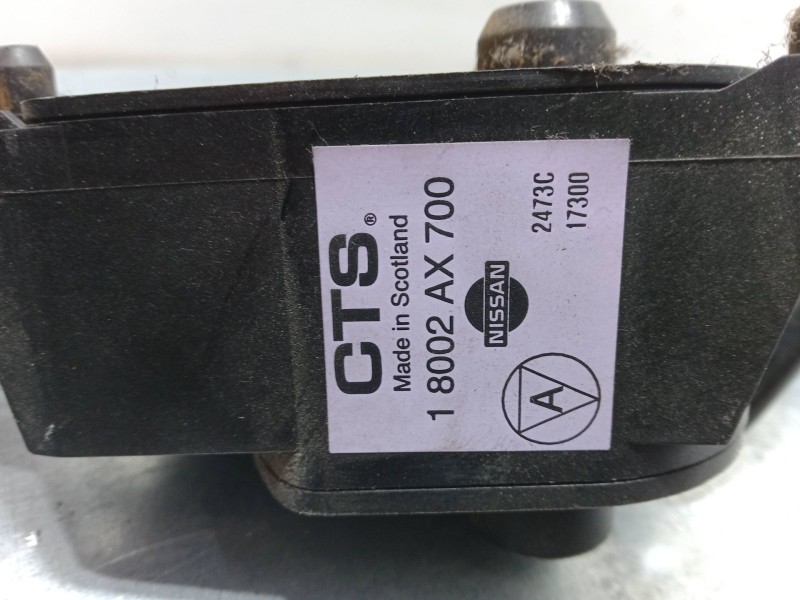 CTS®
Made in Scotland
1 8002 AX 700
NISSAN
A
2473C
17300